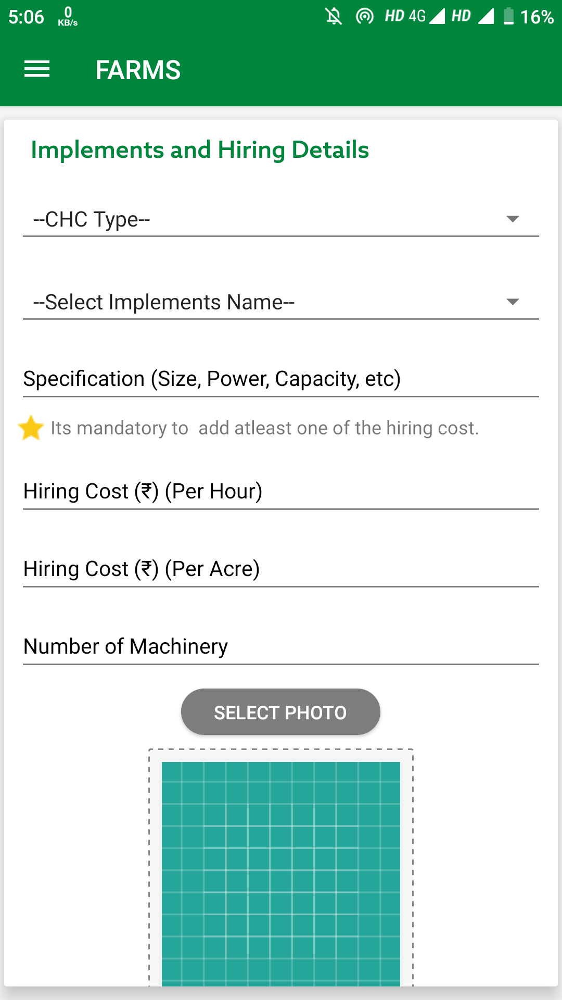 5:06 0 KB/s HD 4G HD 16%
FARMS
Implements and Hiring Details
--CHC Type--
--Select Implements Name--
Specification (Size, Power, Capacity, etc)
Its mandatory to  add atleast one of the hiring cost.
Hiring Cost (₹) (Per Hour)
Hiring Cost (₹) (Per Acre)
Number of Machinery
SELECT PHOTO